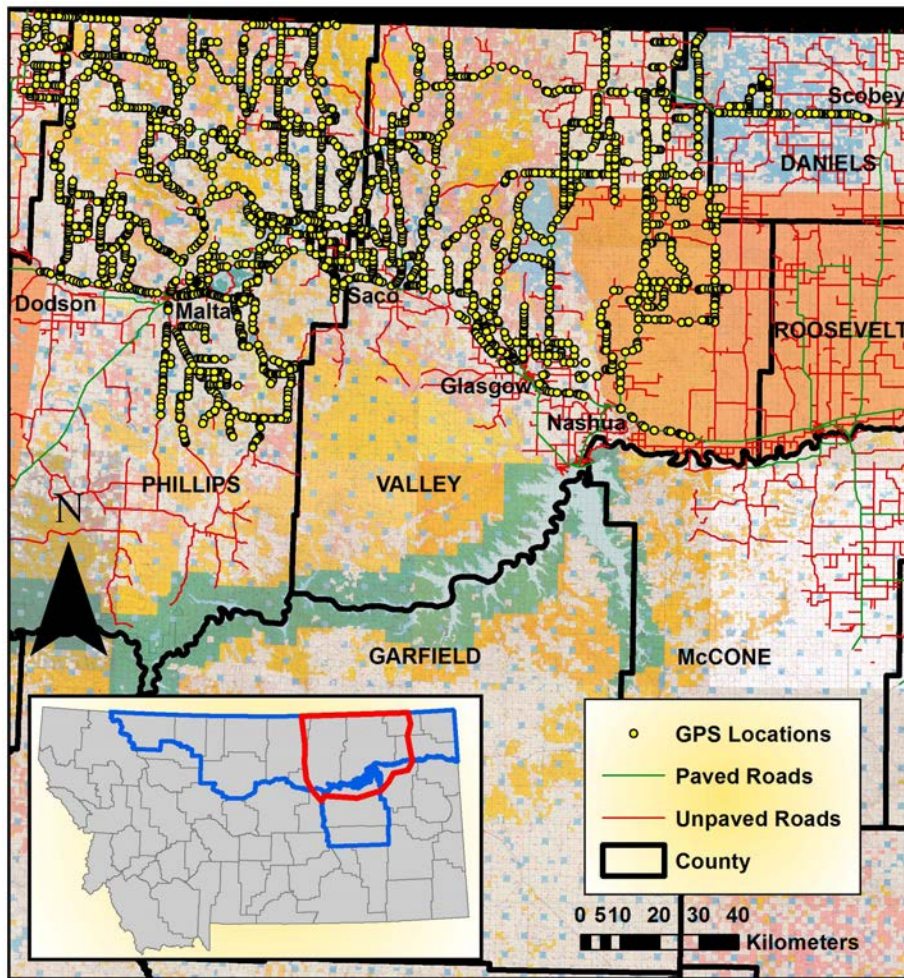 Scobey
DANIELS
Dodson
Malta
Saco
ROOSEVELT
Glasgow
Nashua
PHILLIPS
VALLEY
N
GARFIELD
McCONE
GPS Locations
Paved Roads
Unpaved Roads
County
0 5 10 20 30 40
Kilometers